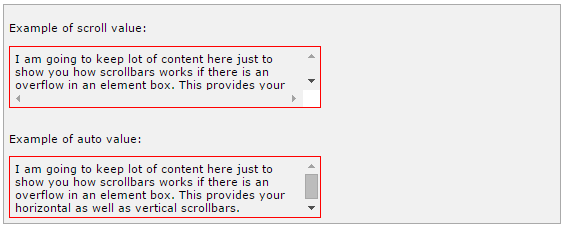 Example of scroll value:
I am going to keep lot of content here just to
show you how scrollbars works if there is an
overflow in an element box. This provides your
Example of auto value:
I am going to keep lot of content here just to
show you how scrollbars works if there is an
overflow in an element box. This provides your
horizontal as well as vertical scrollbars.